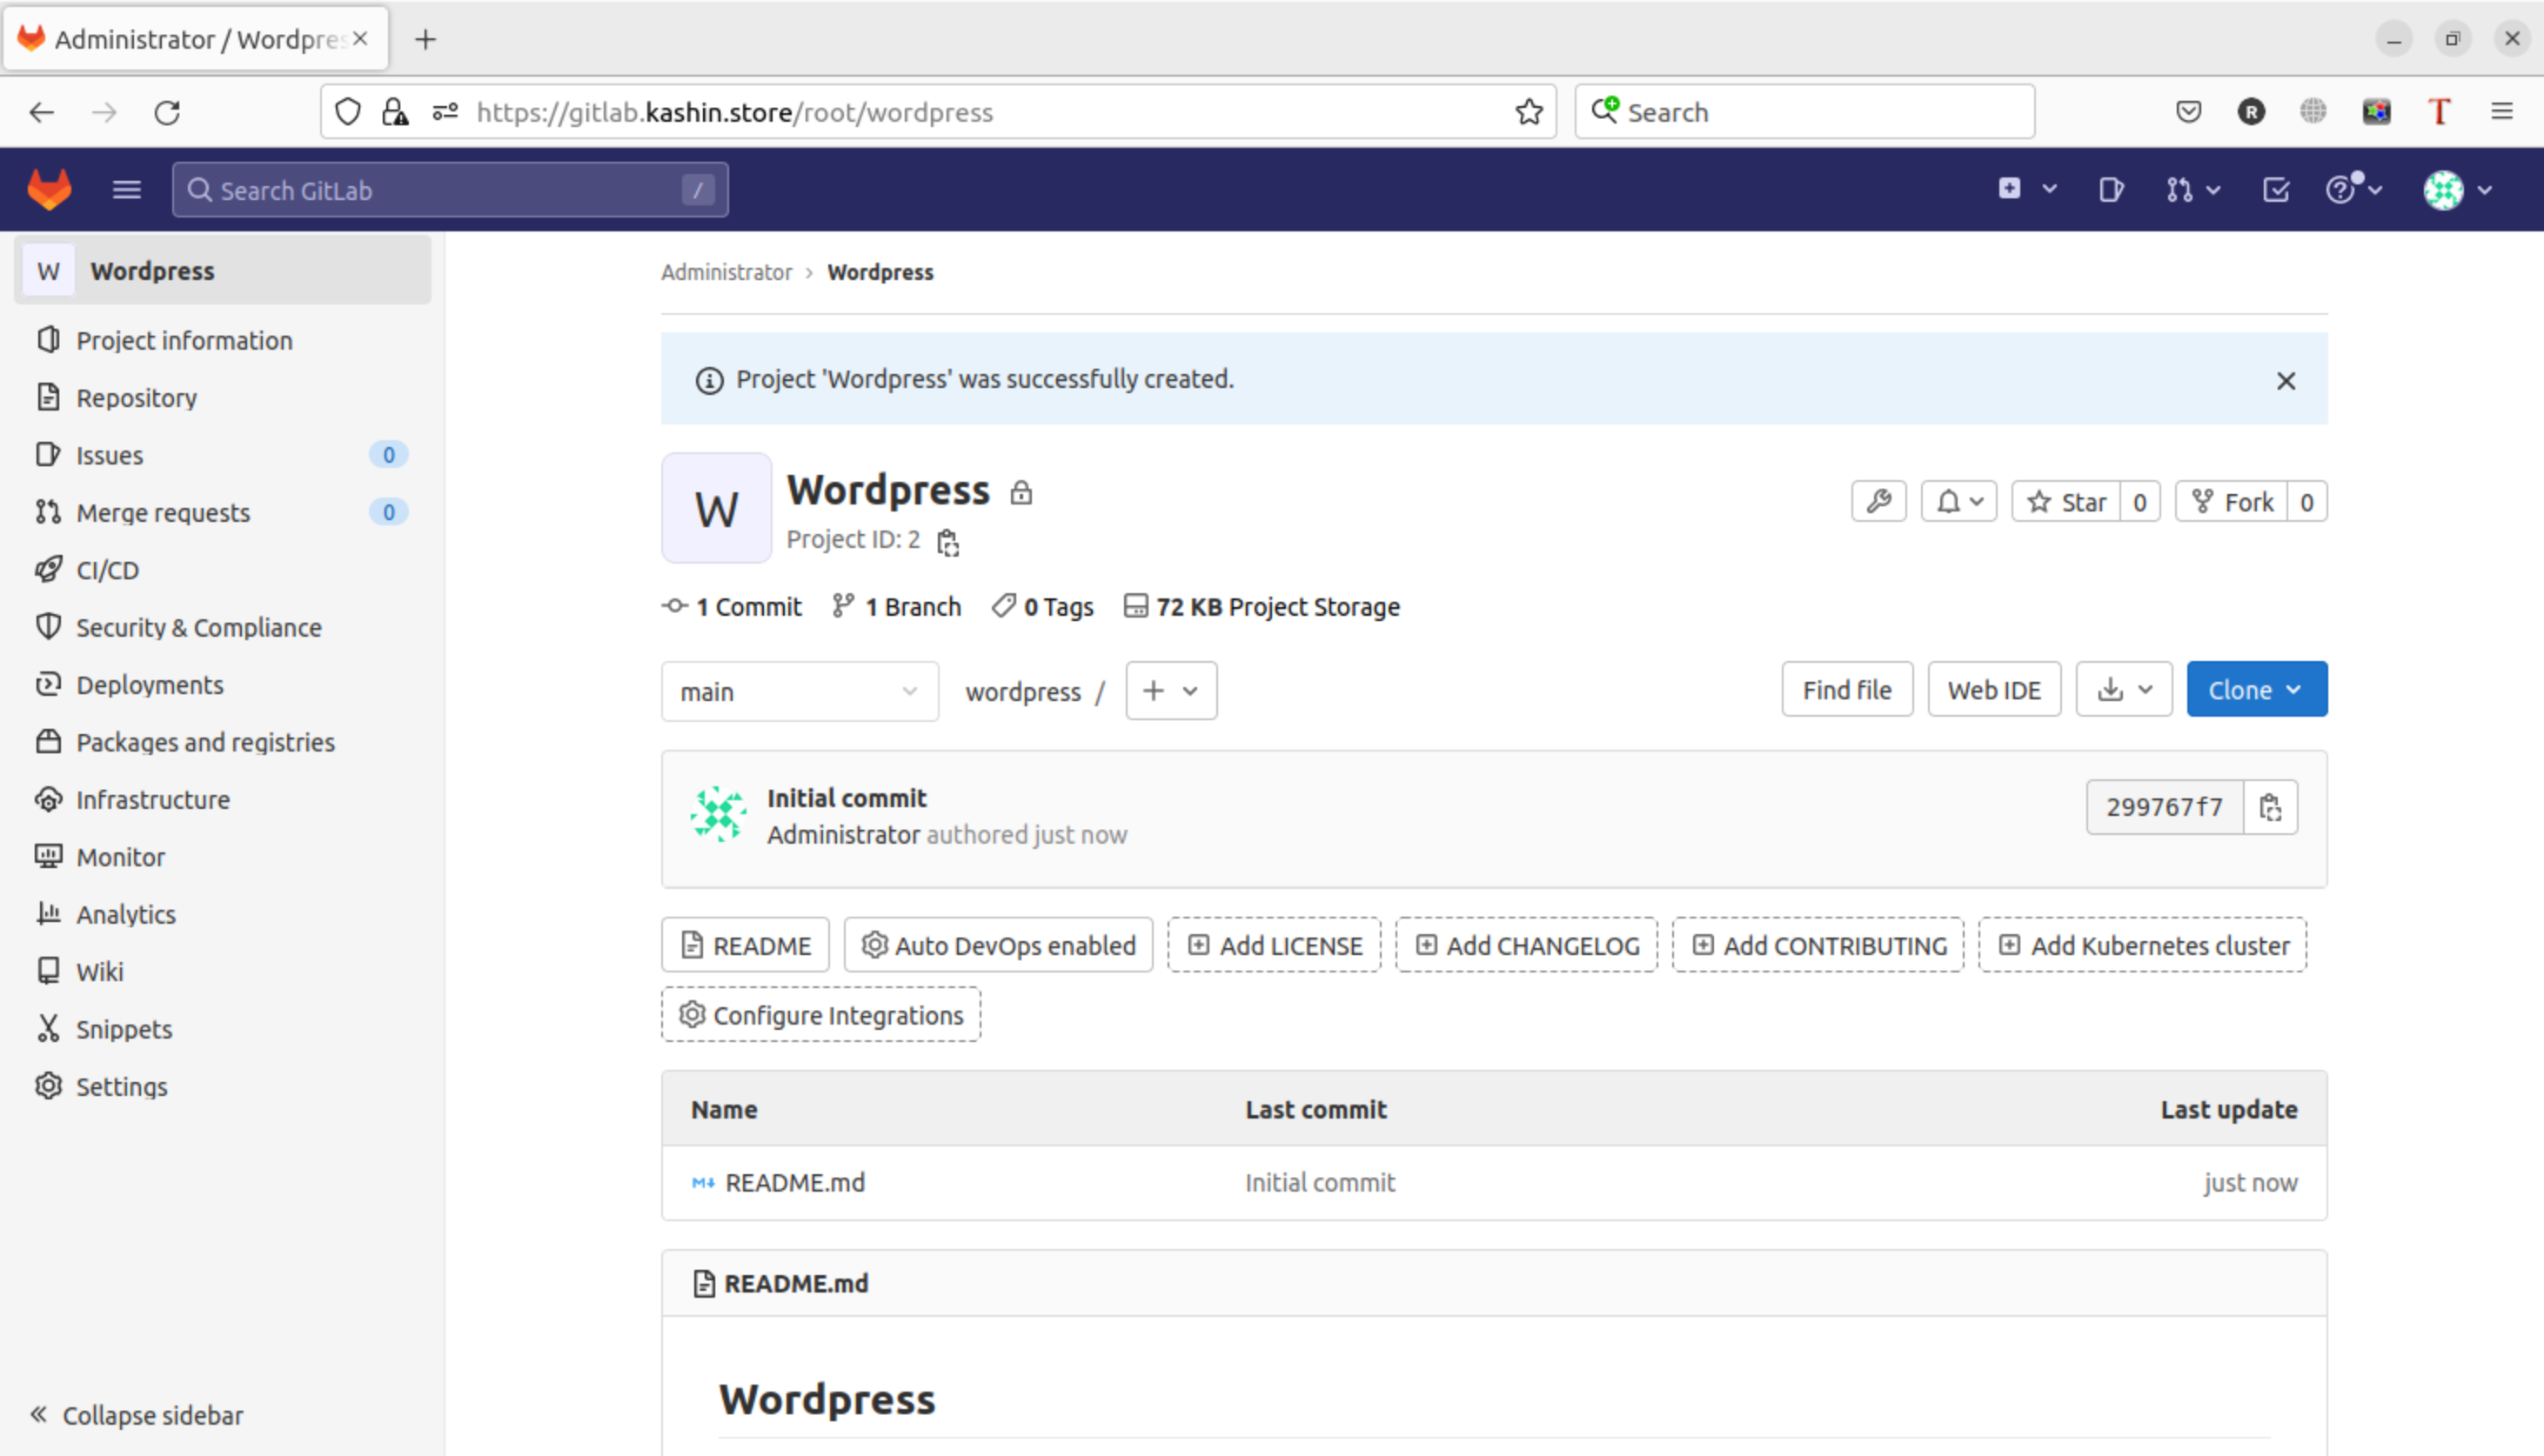 Administrator / Wordpres
https://gitlab.kashin.store/root/wordpress
Search
R
T
Search GitLab
/
W Wordpress
Project information
Repository
Issues 0
Merge requests 0
CI/CD
Security & Compliance
Deployments
Packages and registries
Infrastructure
Monitor
Analytics
Wiki
Snippets
Settings
Collapse sidebar
Administrator > Wordpress
Project 'Wordpress' was successfully created.
W
Wordpress
Project ID: 2
Star 0
Fork 0
1 Commit 1 Branch 0 Tags 72 KB Project Storage
main
wordpress /
Find file
Web IDE
Clone
Initial commit
Administrator authored just now
299767f7
README
Auto DevOps enabled
Add LICENSE
Add CHANGELOG
Add CONTRIBUTING
Add Kubernetes cluster
Configure Integrations
Name Last commit Last update
README.md Initial commit just now
README.md
Wordpress